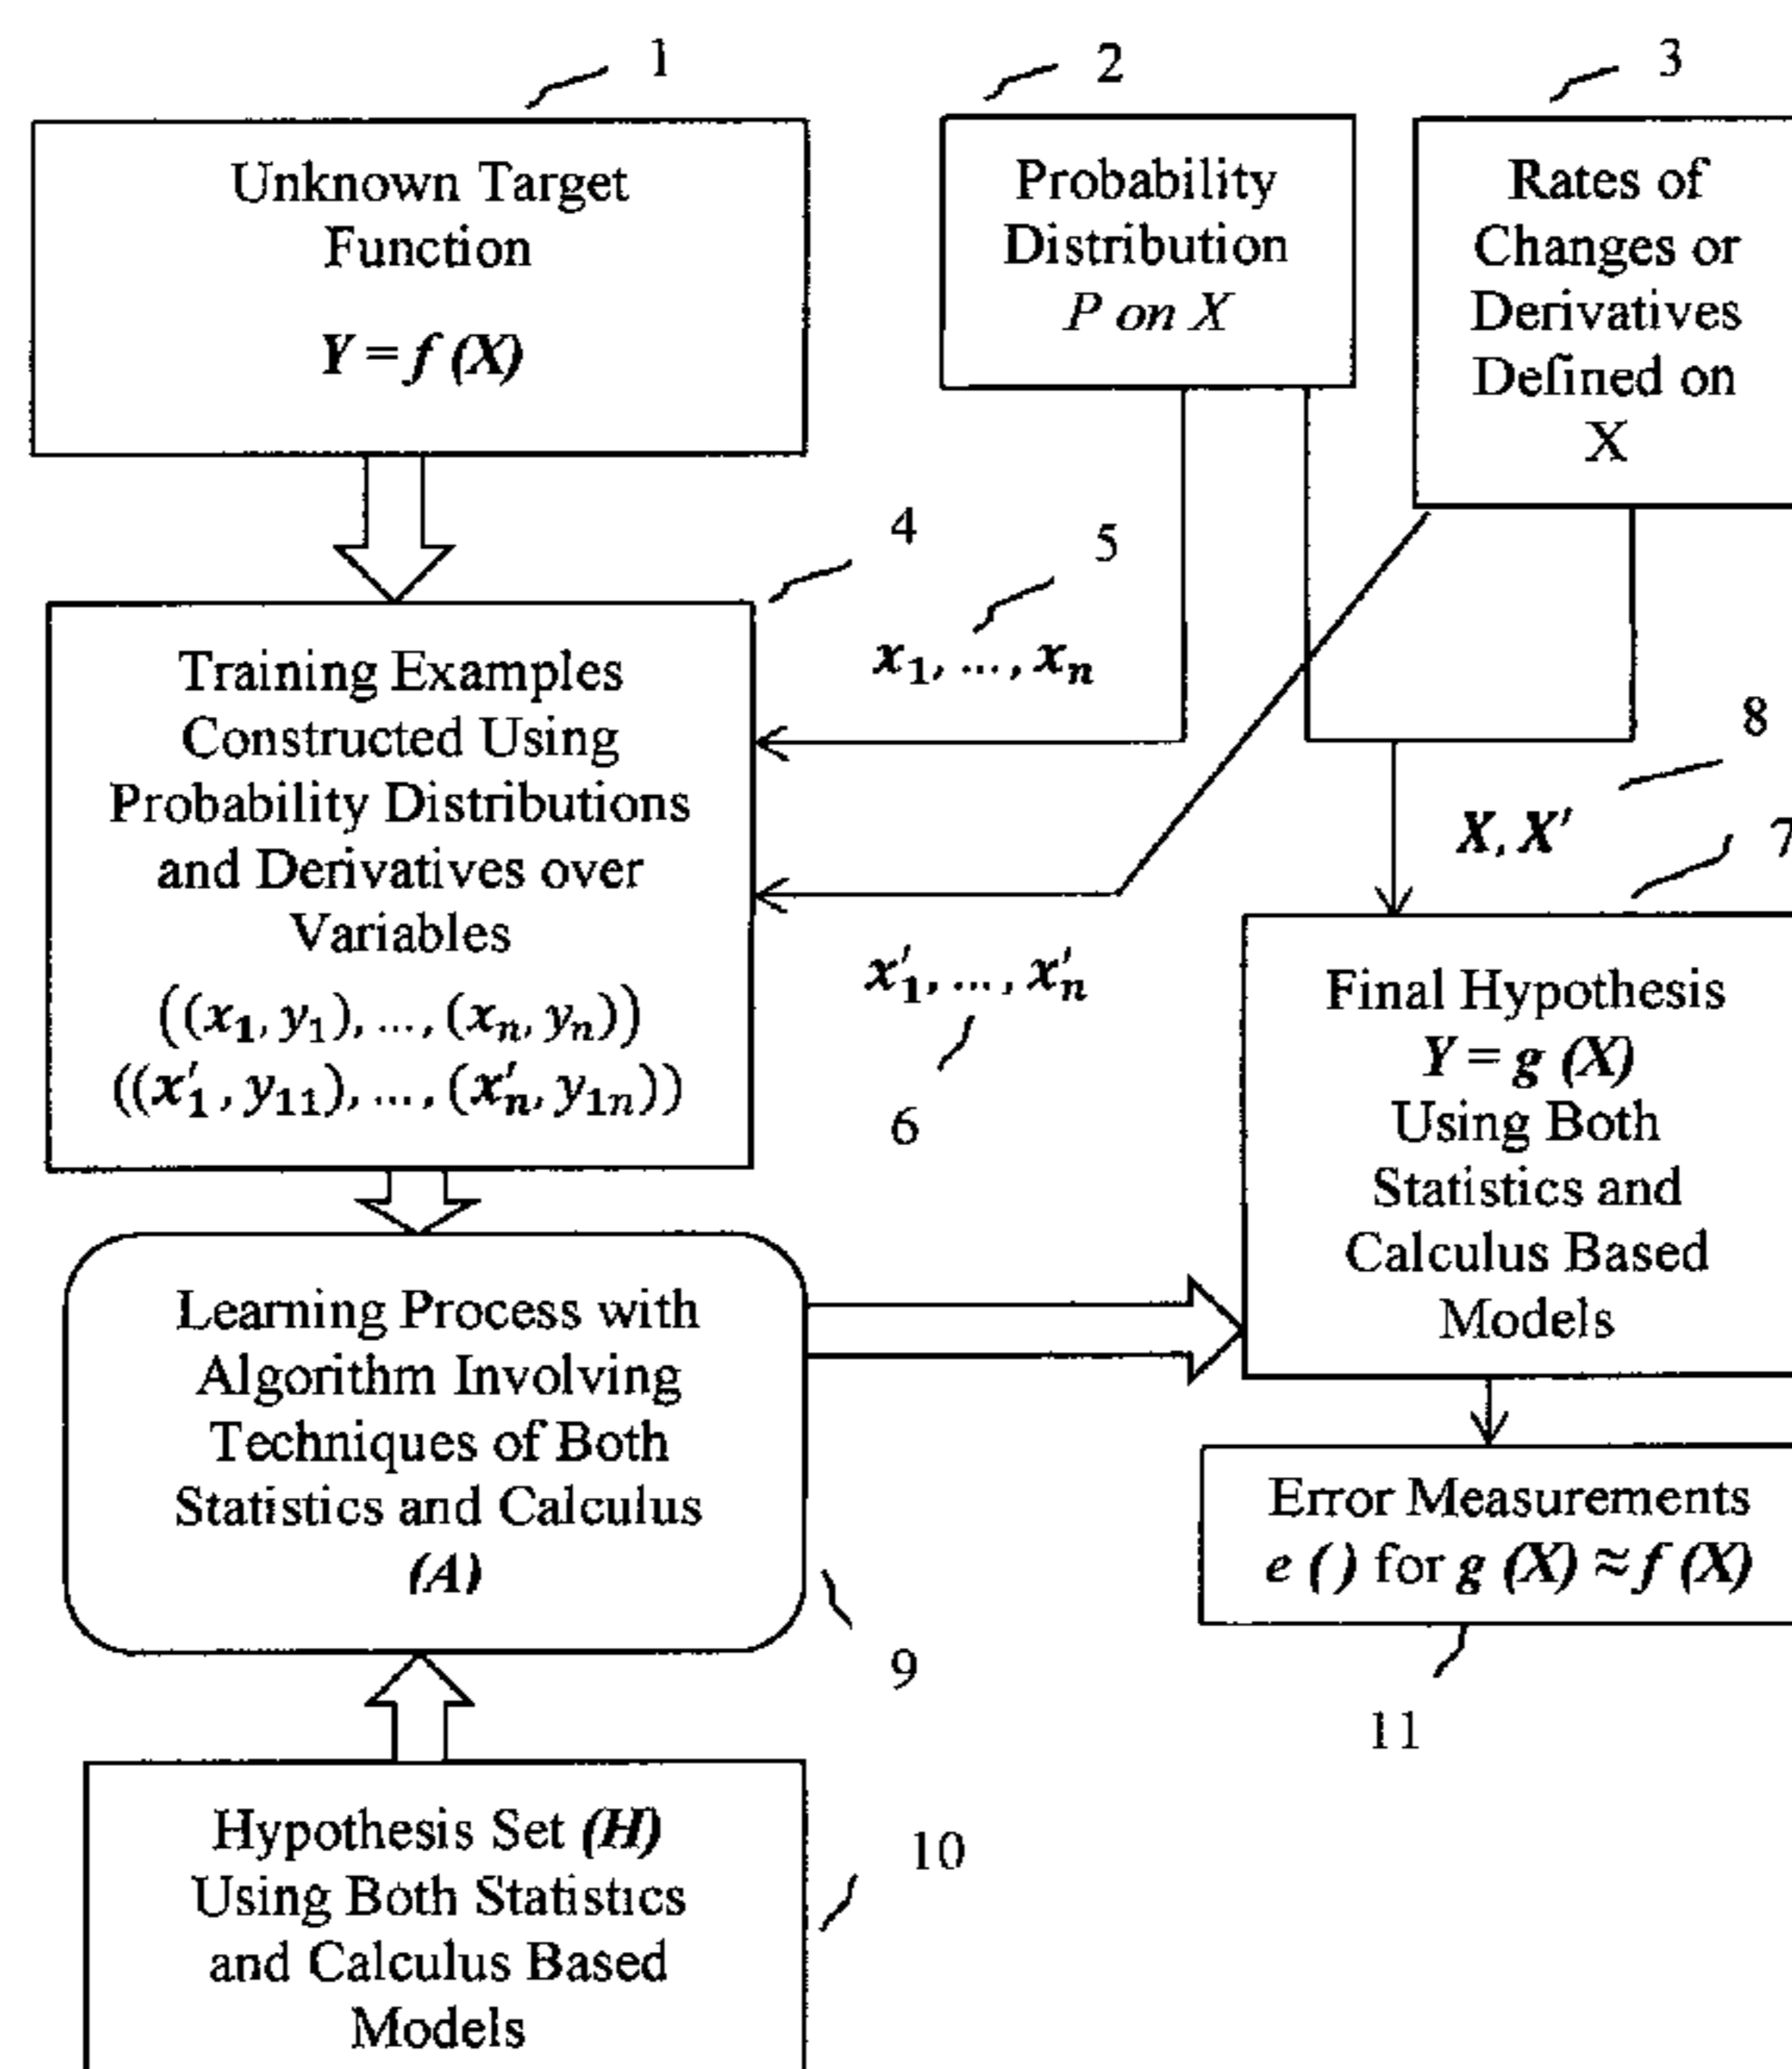 1
2
3
Unknown Target
Function
Y = f (X)
Probability
Distribution
P on X
Rates of
Changes or
Derivatives
Defined on
X
4
5
x₁, … , xₙ
Training Examples
Constructed Using
Probability Distributions
and Derivatives over
Variables
((x₁, y₁), … , (xₙ, yₙ))
((x′₁, y₁₁), … , (x′ₙ, y₁ₙ))
8
X, X′
7
x′₁, … , x′ₙ
6
Final Hypothesis
Y = g (X)
Using Both
Statistics and
Calculus Based
Models
Learning Process with
Algorithm Involving
Techniques of Both
Statistics and Calculus
(A)
9
Error Measurements
e ( ) for g (X) ≈ f (X)
11
Hypothesis Set (H)
Using Both Statistics
and Calculus Based
Models
10